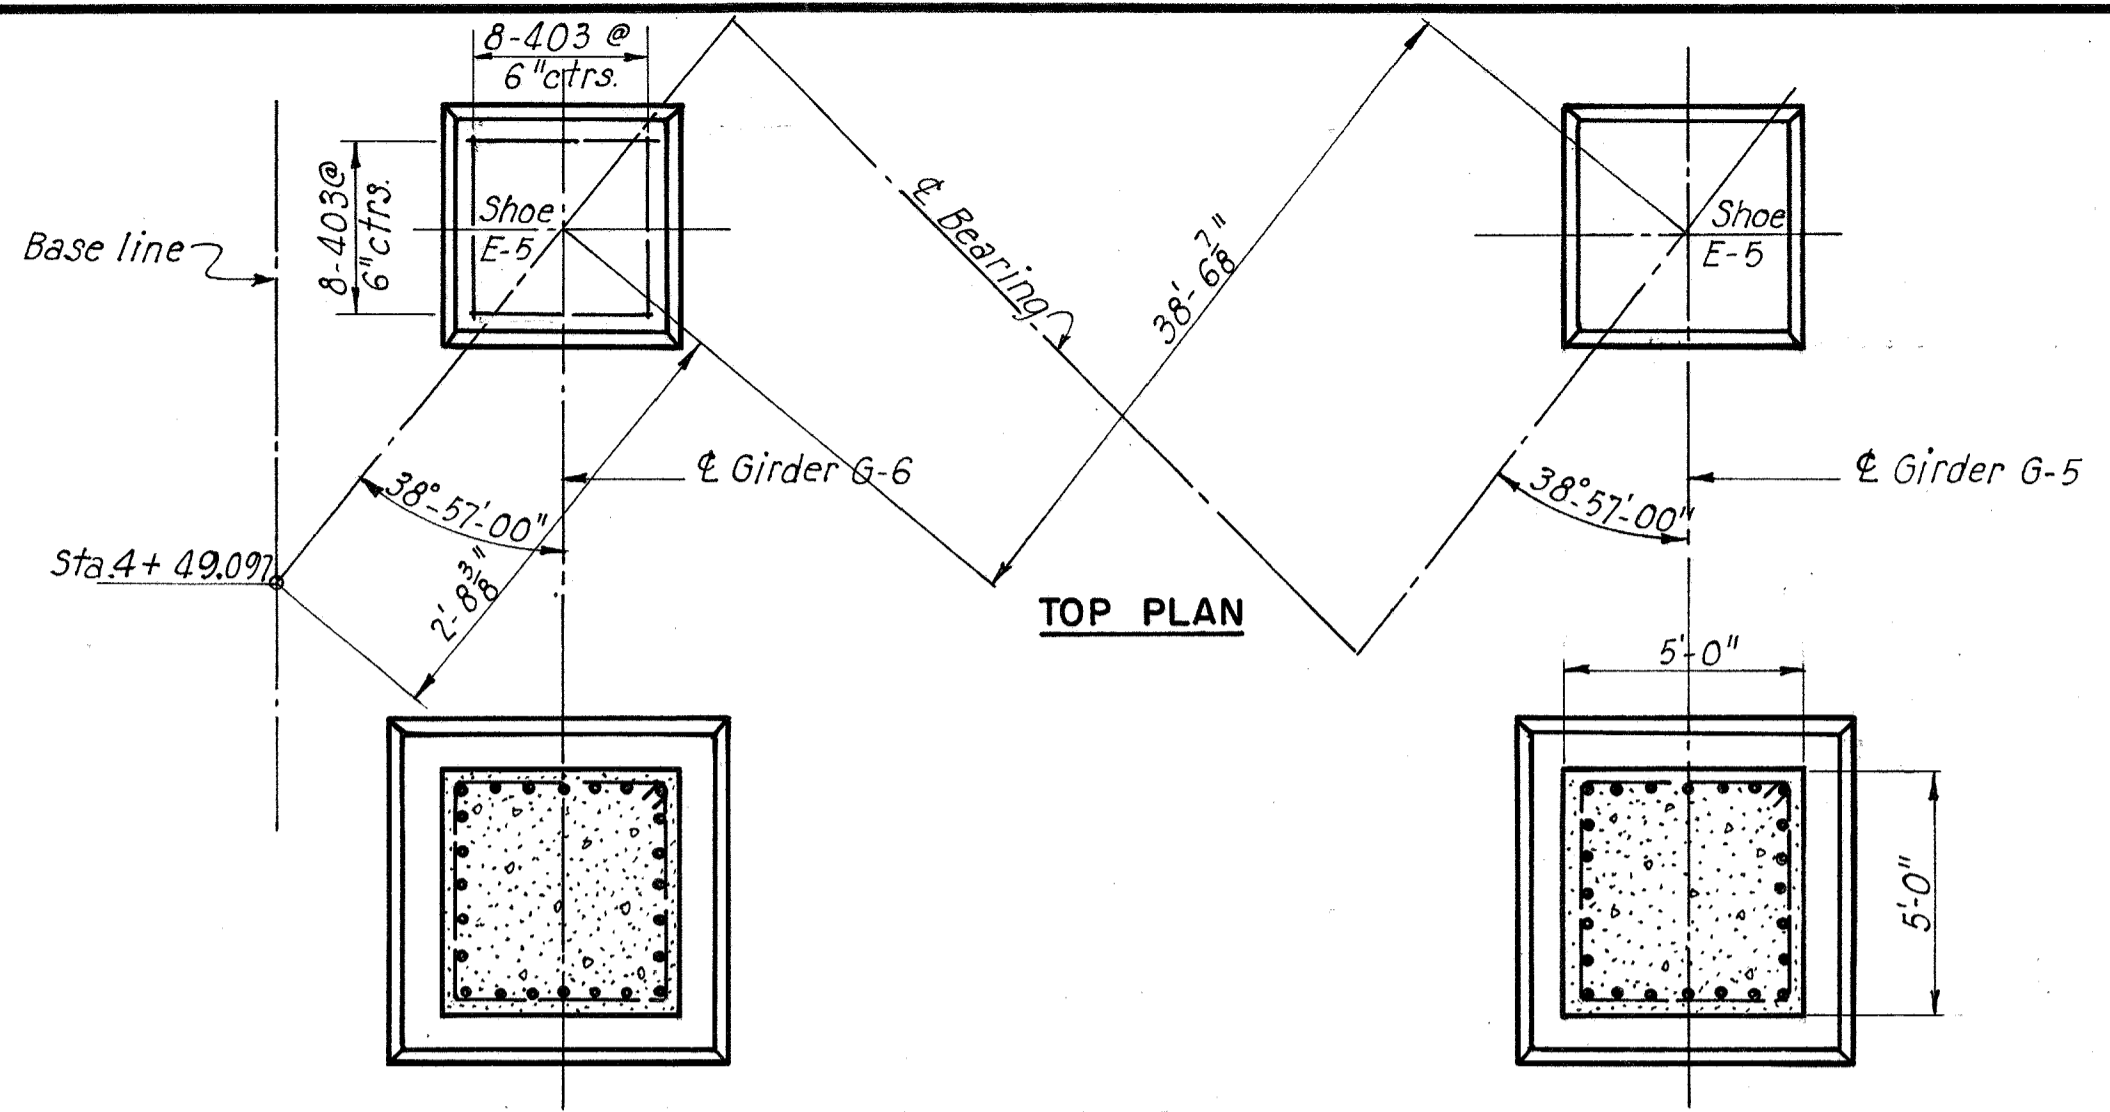 8-403 @
6"ctrs.
8-403@
6"ctrs.
Shoe
E-5
Base line
℄ Bearing
38'-6 7/8"
Shoe
E-5
℄ Girder G-6
38°-57'-00"
℄ Girder G-5
38°-57'-00"
Sta.4+ 49.097
2'-8 3/8"
TOP PLAN
5'-0"
5'-0"